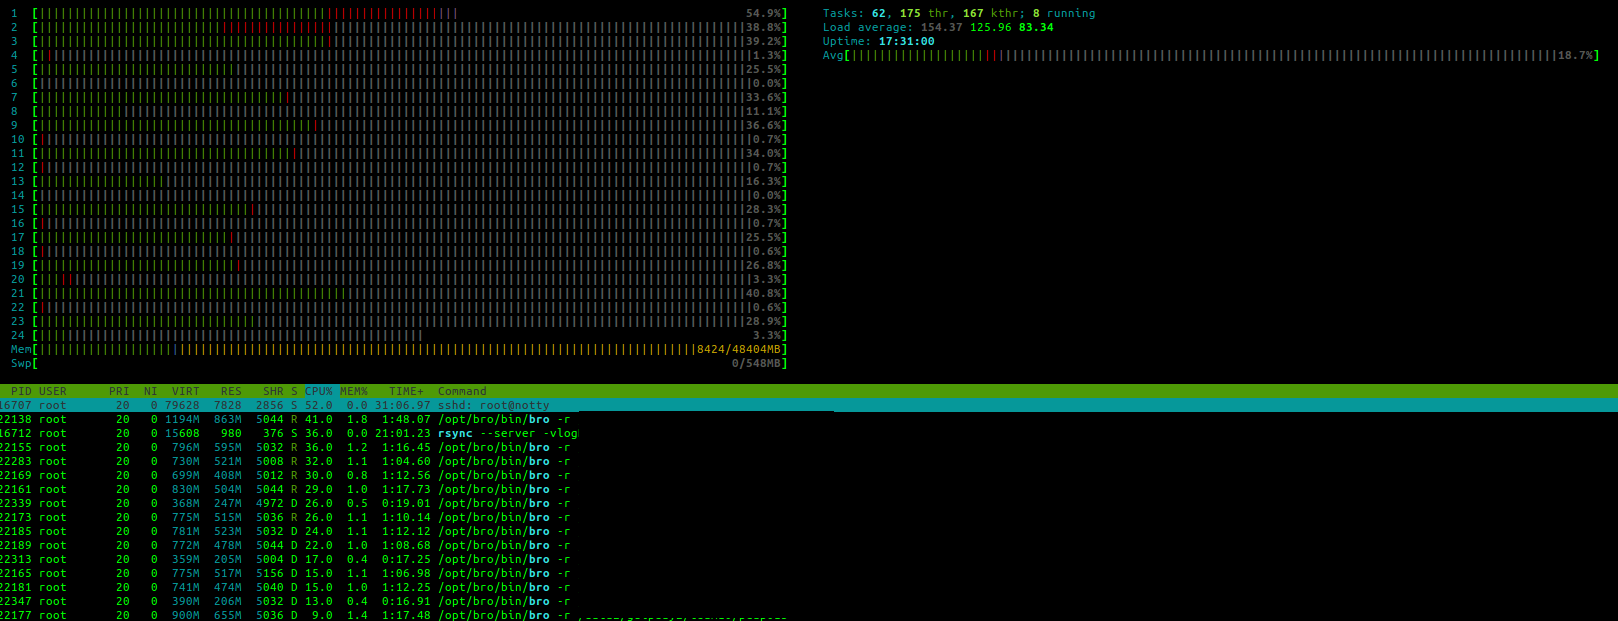 1 [54.9%]
2 [38.8%]
3 [39.2%]
4 [1.3%]
5 [25.5%]
6 [0.0%]
7 [33.6%]
8 [11.1%]
9 [36.6%]
10 [0.7%]
11 [34.0%]
12 [0.7%]
13 [16.3%]
14 [0.0%]
15 [28.3%]
16 [0.7%]
17 [25.5%]
18 [0.6%]
19 [26.8%]
20 [3.3%]
21 [40.8%]
22 [0.6%]
23 [28.9%]
24 [3.3%]
Mem[8424/48404MB]
Swp[0/548MB]
Tasks: 62, 175 thr, 167 kthr; 8 running
Load average: 154.37 125.96 83.34
Uptime: 17:31:00
Avg[18.7%]
PID USER PRI NI VIRT RES SHR S CPU% MEM% TIME+ Command
16707 root 20 0 79628 7828 2856 S 52.0 0.0 31:06.97 sshd: root@notty
22138 root 20 0 1194M 863M 5044 R 41.0 1.8 1:48.07 /opt/bro/bin/bro -r
16712 root 20 0 15608 980 376 S 36.0 0.0 21:01.23 rsync --server -vlog
22155 root 20 0 796M 595M 5032 R 36.0 1.2 1:16.45 /opt/bro/bin/bro -r
22283 root 20 0 730M 521M 5008 R 32.0 1.1 1:04.60 /opt/bro/bin/bro -r
22169 root 20 0 699M 408M 5012 R 30.0 0.8 1:12.56 /opt/bro/bin/bro -r
22161 root 20 0 830M 504M 5044 R 29.0 1.0 1:17.73 /opt/bro/bin/bro -r
22339 root 20 0 368M 247M 4972 D 26.0 0.5 0:19.01 /opt/bro/bin/bro -r
22173 root 20 0 775M 515M 5036 R 26.0 1.1 1:10.14 /opt/bro/bin/bro -r
22185 root 20 0 781M 523M 5032 D 24.0 1.1 1:12.12 /opt/bro/bin/bro -r
22189 root 20 0 772M 478M 5044 D 22.0 1.0 1:08.68 /opt/bro/bin/bro -r
22313 root 20 0 359M 205M 5004 D 17.0 0.4 0:17.25 /opt/bro/bin/bro -r
22165 root 20 0 775M 517M 5156 D 15.0 1.1 1:06.98 /opt/bro/bin/bro -r
22181 root 20 0 741M 474M 5040 D 15.0 1.0 1:12.25 /opt/bro/bin/bro -r
22347 root 20 0 390M 206M 5032 D 13.0 0.4 0:16.91 /opt/bro/bin/bro -r
22177 root 20 0 900M 655M 5036 D 9.0 1.4 1:17.48 /opt/bro/bin/bro -r